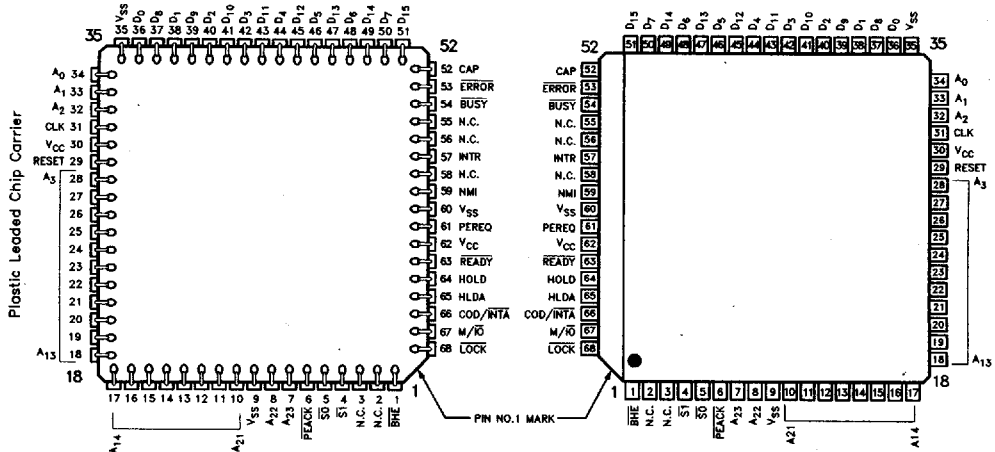 VSS D0 D8 D1 D9 D2 D10 D3 D11 D4 D12 D5 D13 D6 D14 D7 D15
35 36 37 38 39 40 41 42 43 44 45 46 47 48 49 50 51
35
52
A0 34
A1 33
A2 32
CLK 31
VCC 30
RESET 29
A3 28
27
26
25
24
23
22
21
20
19
A13 18
18
Plastic Leaded Chip Carrier
52 CAP
53 ERROR
54 BUSY
55 N.C.
56 N.C.
57 INTR
58 N.C.
59 NMI
60 VSS
61 PEREQ
62 VCC
63 READY
64 HOLD
65 HLDA
66 COD/INTA
67 M/IO
68 LOCK
17 16 15 14 13 12 11 10 9 8 7 6 5 4 3 2 1
A14 A21 VSS A22 A23 PEACK S0 S1 N.C. N.C. BHE
1
PIN NO.1 MARK
D15 D7 D14 D6 D13 D5 D12 D4 D11 D3 D10 D2 D9 D1 D8 D0 VSS
51 50 49 48 47 46 45 44 43 42 41 40 39 38 37 36 35
52
35
CAP 52
ERROR 53
BUSY 54
N.C. 55
N.C. 56
INTR 57
N.C. 58
NMI 59
VSS 60
PEREQ 61
VCC 62
READY 63
HOLD 64
HLDA 65
COD/INTA 66
M/IO 67
LOCK 68
34 A0
33 A1
32 A2
31 CLK
30 VCC
29 RESET
28 A3
27
26
25
24
23
22
21
20
19
18 A13
18
1
1 2 3 4 5 6 7 8 9 10 11 12 13 14 15 16 17
BHE N.C. N.C. S1 S0 PEACK A23 A22 VSS A21 A14